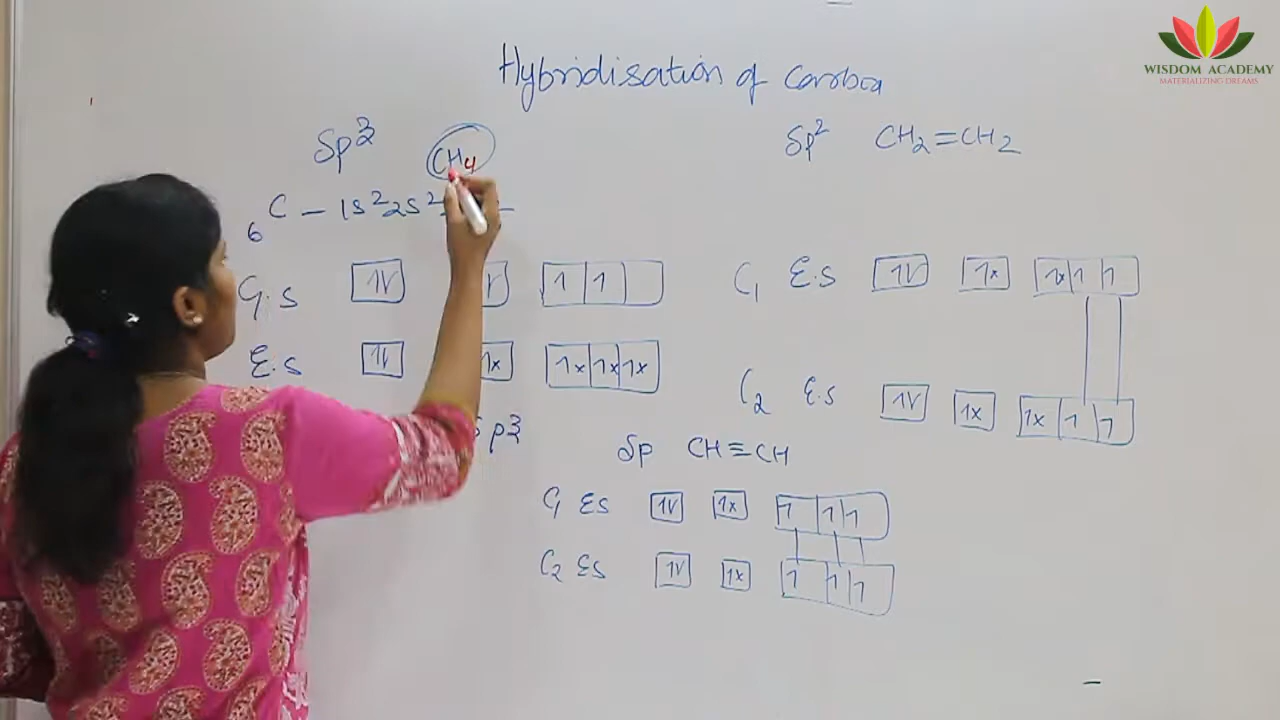 Hybridisation of Carbon
WISDOM ACADEMY
MATERIALIZING DREAMS
Sp³ CH4
6C – 1S² 2S²
G.S 1V 1 1
E.S 1V 1x 1x 1x 1x
Sp3
Sp² CH2=CH2
C1 E.S 1V 1x 1x 1 1
C2 E.S 1V 1x 1x 1 1
Sp CH≡CH
C1 ES 1V 1x 1 1 1
C2 ES 1V 1x 1 1 1